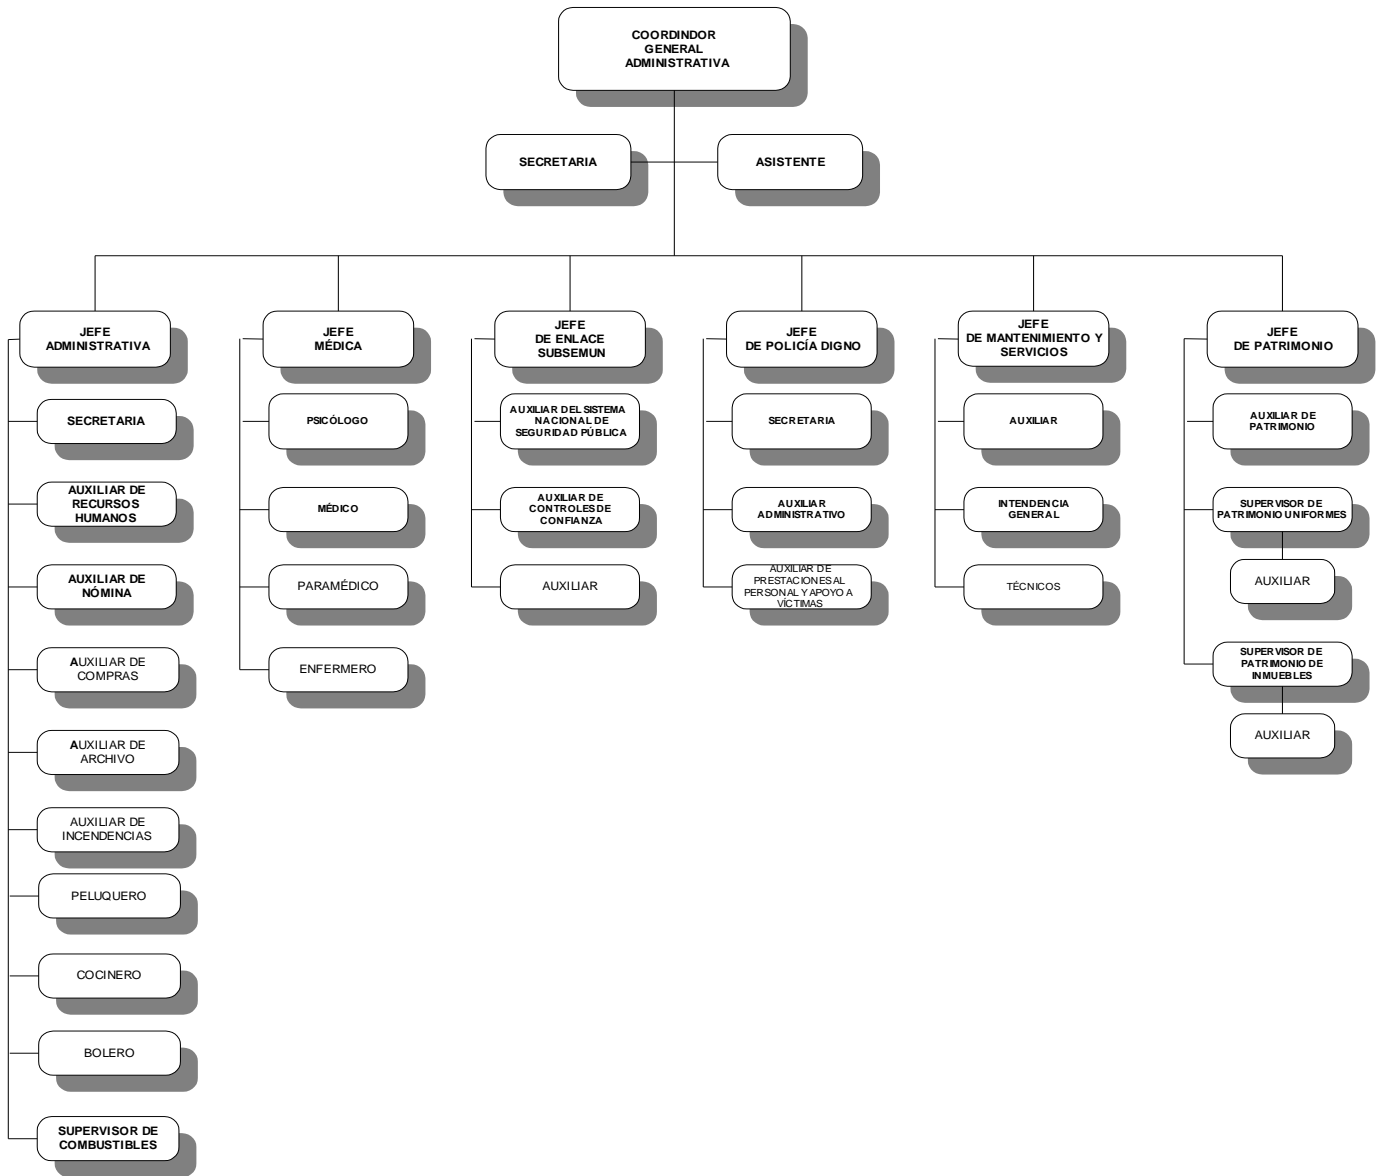 COORDINDOR
GENERAL
ADMINISTRATIVA
SECRETARIA
ASISTENTE
JEFE
ADMINISTRATIVA
SECRETARIA
AUXILIAR DE
RECURSOS
HUMANOS
AUXILIAR DE
NÓMINA
AUXILIAR DE
COMPRAS
AUXILIAR DE
ARCHIVO
AUXILIAR DE
INCENDENCIAS
PELUQUERO
COCINERO
BOLERO
SUPERVISOR DE
COMBUSTIBLES
JEFE
MÉDICA
PSICÓLOGO
MÉDICO
PARAMÉDICO
ENFERMERO
JEFE
DE ENLACE
SUBSEMUN
AUXILIAR DEL SISTEMA
NACIONAL DE
SEGURIDAD PÚBLICA
AUXILIAR DE
CONTROLES DE
CONFIANZA
AUXILIAR
JEFE
DE POLICÍA DIGNO
SECRETARIA
AUXILIAR
ADMINISTRATIVO
AUXILIAR DE
PRESTACIONES AL
PERSONAL Y APOYO A
VÍCTIMAS
JEFE
DE MANTENIMIENTO Y
SERVICIOS
AUXILIAR
INTENDENCIA
GENERAL
TÉCNICOS
JEFE
DE PATRIMONIO
AUXILIAR DE
PATRIMONIO
SUPERVISOR DE
PATRIMONIO UNIFORMES
AUXILIAR
SUPERVISOR DE
PATRIMONIO DE
INMUEBLES
AUXILIAR